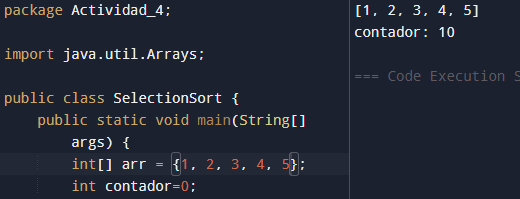 package Actividad_4;
import java.util.Arrays;
public class SelectionSort {
public static void main(String[]
args) {
int[] arr = {1, 2, 3, 4, 5};
int contador=0;
[1, 2, 3, 4, 5]
contador: 10
=== Code Execution S